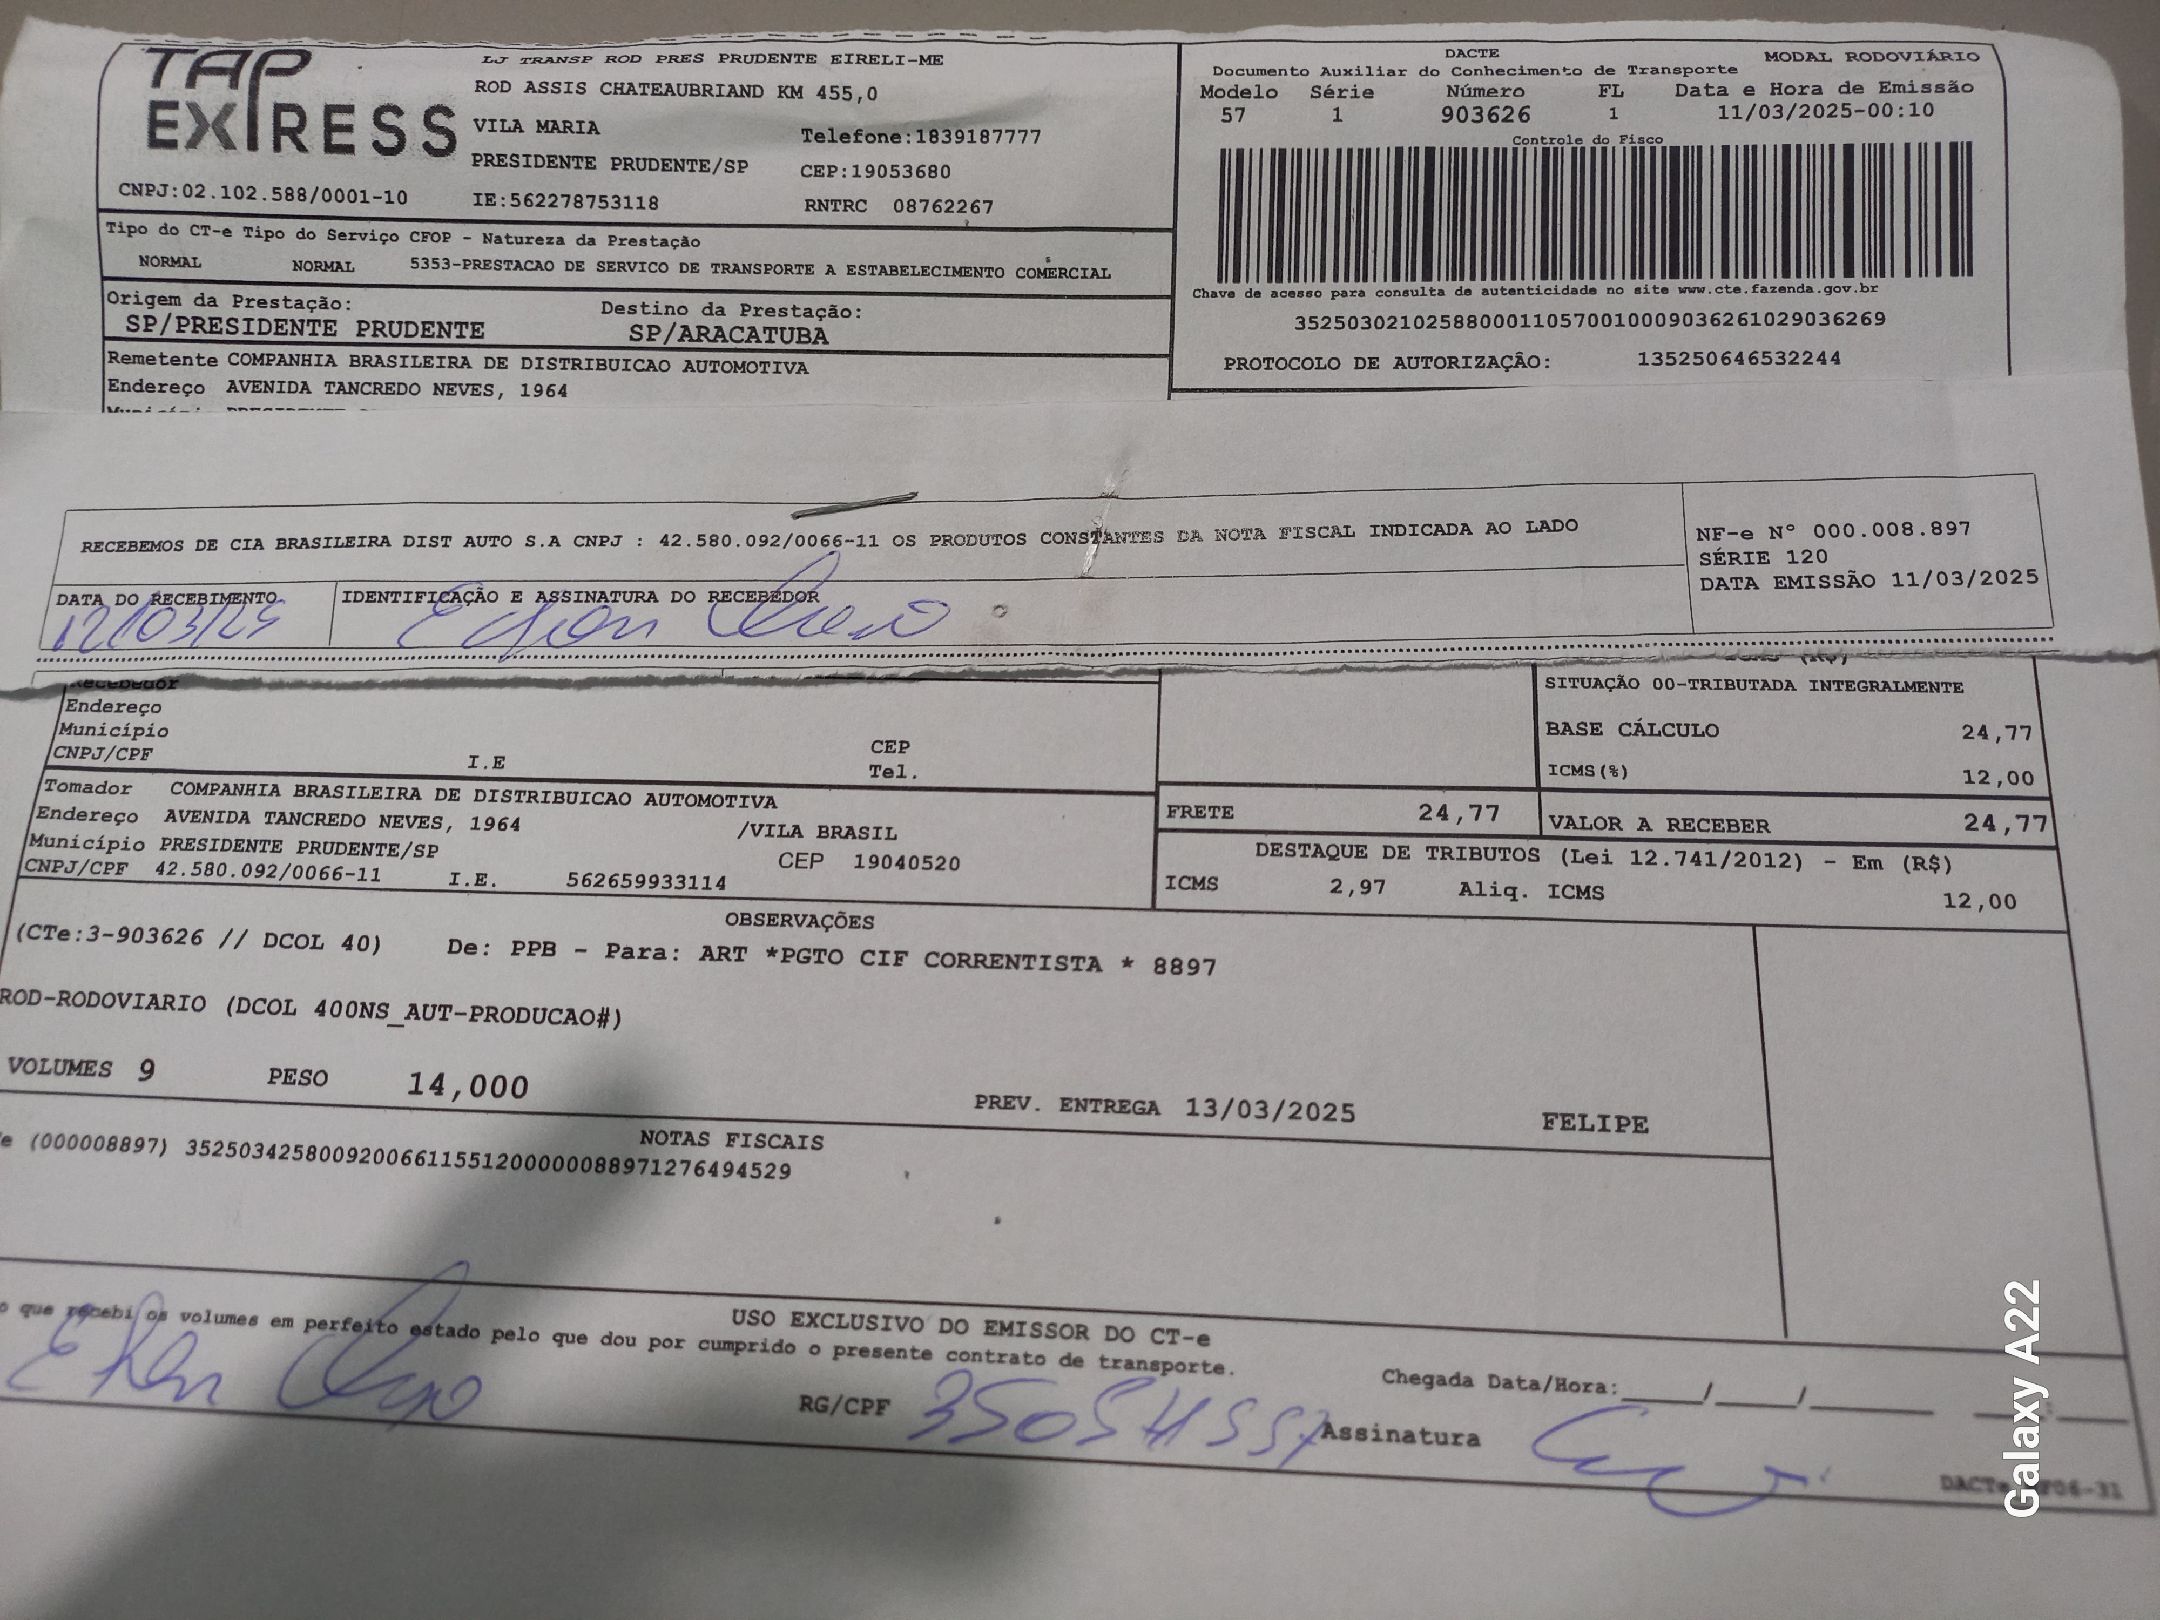 TAP EXPRESS
LJ TRANSP ROD PRES PRUDENTE EIRELI-ME
ROD ASSIS CHATEAUBRIAND KM 455,0
VILA MARIA Telefone:1839187777
PRESIDENTE PRUDENTE/SP CEP:19053680
CNPJ:02.102.588/0001-10 IE:562278753118 RNTRC 08762267
DACTE MODAL RODOVIÁRIO
Documento Auxiliar do Conhecimento de Transporte
Modelo Série Número FL Data e Hora de Emissão
57 1 903626 1 11/03/2025-00:10
Controle do Fisco
Chave de acesso para consulta de autenticidade no site www.cte.fazenda.gov.br
35250302102588000110570010009036261029036269
PROTOCOLO DE AUTORIZAÇÃO: 135250646532244
Tipo do CT-e Tipo do Serviço CFOP - Natureza da Prestação
NORMAL NORMAL 5353-PRESTACAO DE SERVICO DE TRANSPORTE A ESTABELECIMENTO COMERCIAL
Origem da Prestação: Destino da Prestação:
SP/PRESIDENTE PRUDENTE SP/ARACATUBA
Remetente COMPANHIA BRASILEIRA DE DISTRIBUICAO AUTOMOTIVA
Endereço AVENIDA TANCREDO NEVES, 1964
RECEBEMOS DE CIA BRASILEIRA DIST AUTO S.A CNPJ : 42.580.092/0066-11 OS PRODUTOS CONSTANTES DA NOTA FISCAL INDICADA AO LADO
NF-e N° 000.008.897
SÉRIE 120
DATA EMISSÃO 11/03/2025
DATA DO RECEBIMENTO IDENTIFICAÇÃO E ASSINATURA DO RECEBEDOR
12/03/25
Recebedor
Endereço
Município CEP
CNPJ/CPF I.E Tel.
SITUAÇÃO 00-TRIBUTADA INTEGRALMENTE
BASE CÁLCULO 24,77
ICMS(%) 12,00
Tomador COMPANHIA BRASILEIRA DE DISTRIBUICAO AUTOMOTIVA
Endereço AVENIDA TANCREDO NEVES, 1964 /VILA BRASIL
Município PRESIDENTE PRUDENTE/SP CEP 19040520
CNPJ/CPF 42.580.092/0066-11 I.E. 562659933114
FRETE 24,77 VALOR A RECEBER 24,77
DESTAQUE DE TRIBUTOS (Lei 12.741/2012) - Em (R$)
ICMS 2,97 Aliq. ICMS 12,00
OBSERVAÇÕES
(CTe:3-903626 // DCOL 40) De: PPB - Para: ART *PGTO CIF CORRENTISTA * 8897
ROD-RODOVIARIO (DCOL 400NS_AUT-PRODUCAO#)
VOLUMES 9 PESO 14,000 PREV. ENTREGA 13/03/2025 FELIPE
NOTAS FISCAIS
e (000008897) 35250342580092006611551200000088971276494529
USO EXCLUSIVO DO EMISSOR DO CT-e
o que recebi os volumes em perfeito estado pelo que dou por cumprido o presente contrato de transporte.
Chegada Data/Hora:____/____/______ ____:____
RG/CPF Assinatura
Galaxy A22